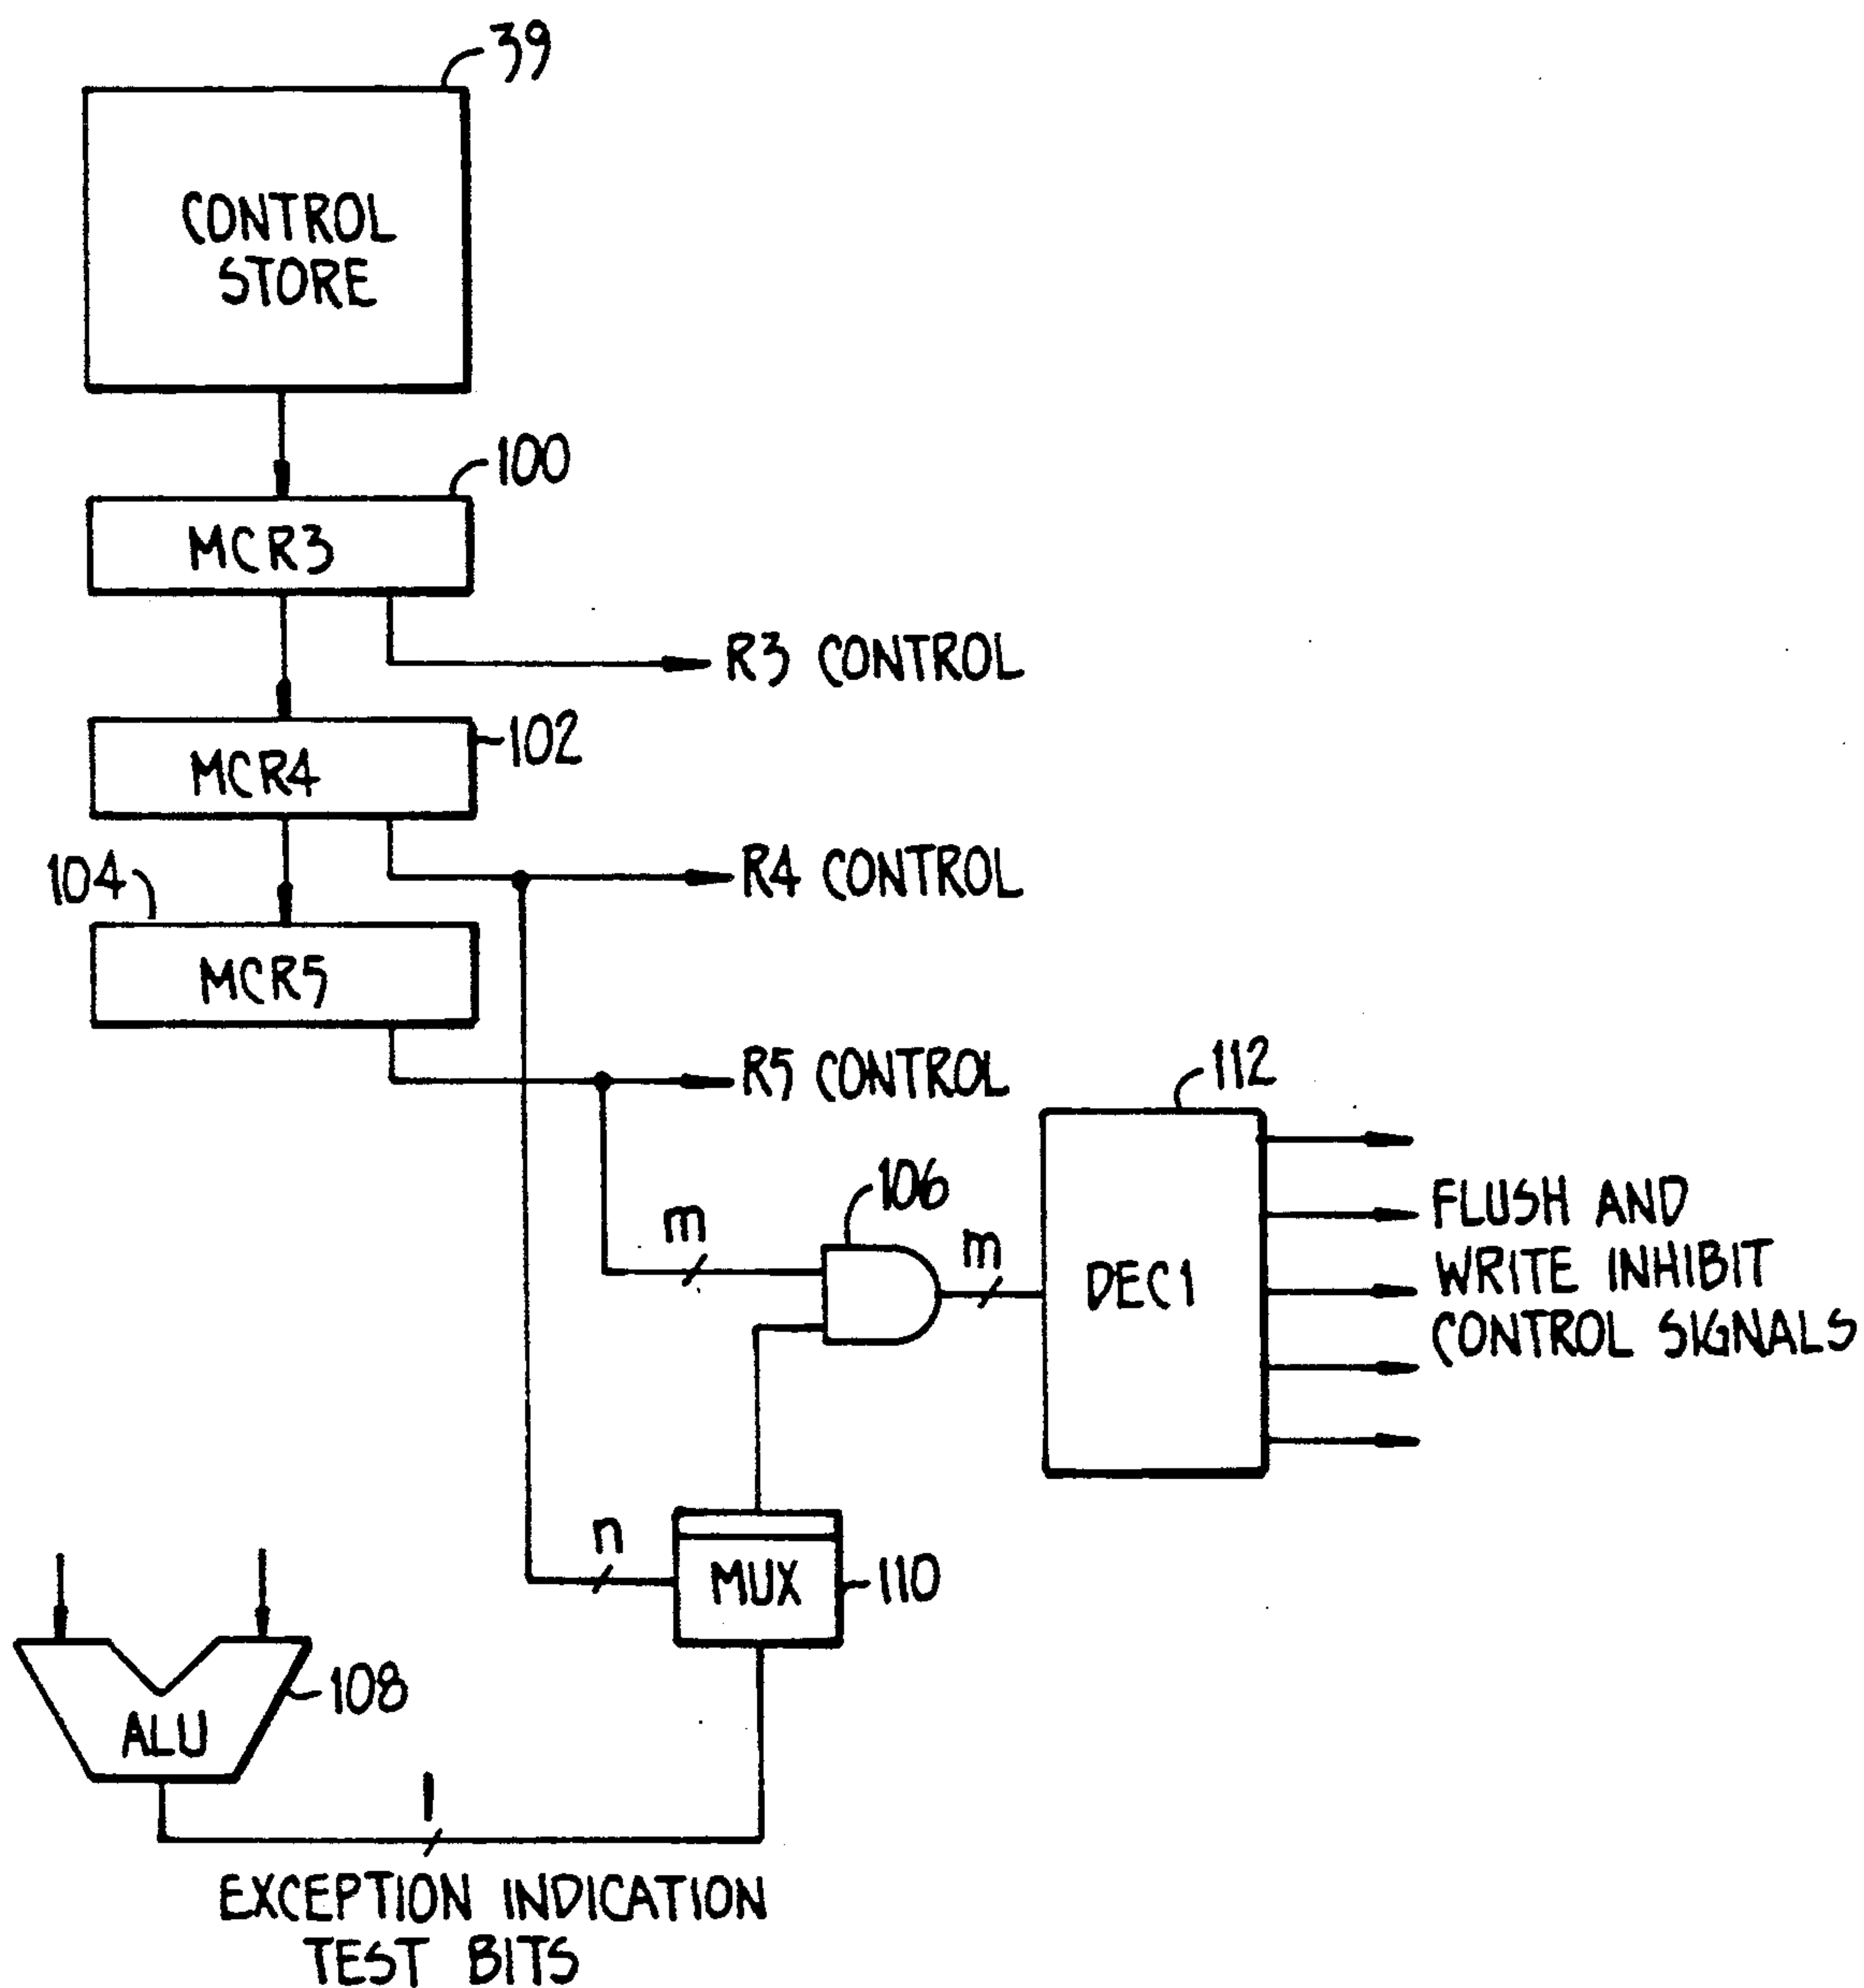 39
CONTROL
STORE
100
MCR3
R3 CONTROL
102
MCR4
R4 CONTROL
104
MCR5
R5 CONTROL
112
106
m
m
FLUSH AND
WRITE INHIBIT
CONTROL SIGNALS
DEC1
n
MUX
110
108
ALU
l
EXCEPTION INDICATION
TEST BITS